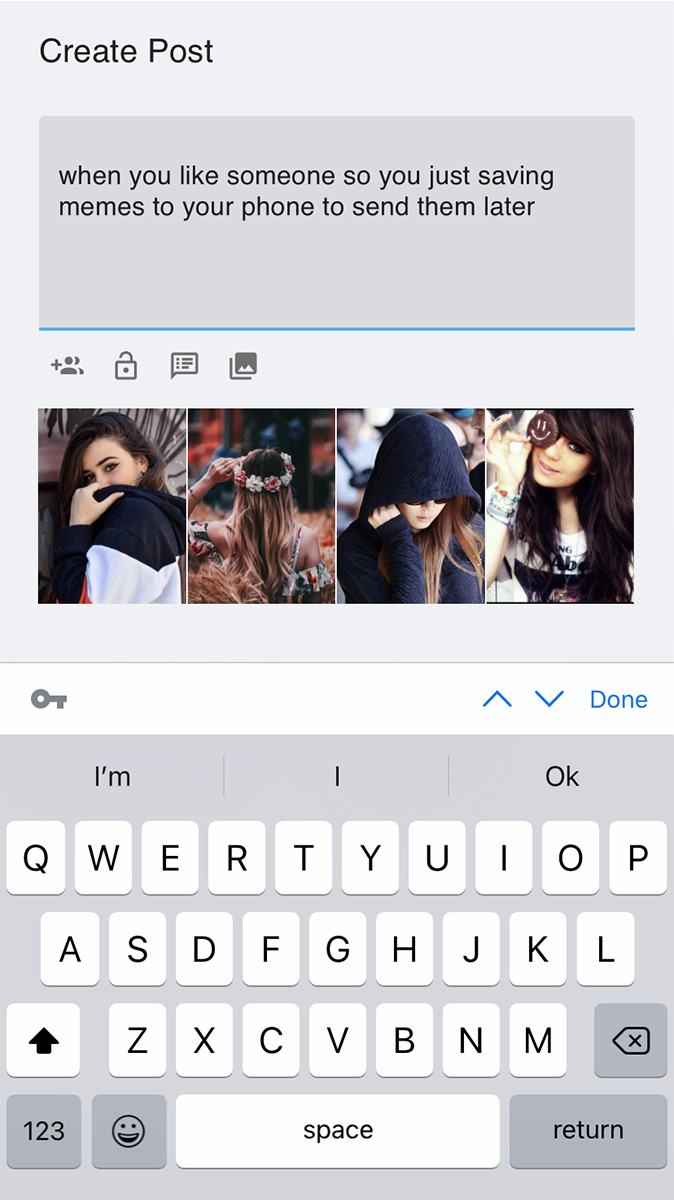 Create Post
when you like someone so you just saving
memes to your phone to send them later
Done
I’m I Ok
Q W E R T Y U I O P
A S D F G H J K L
Z X C V B N M
123 space return